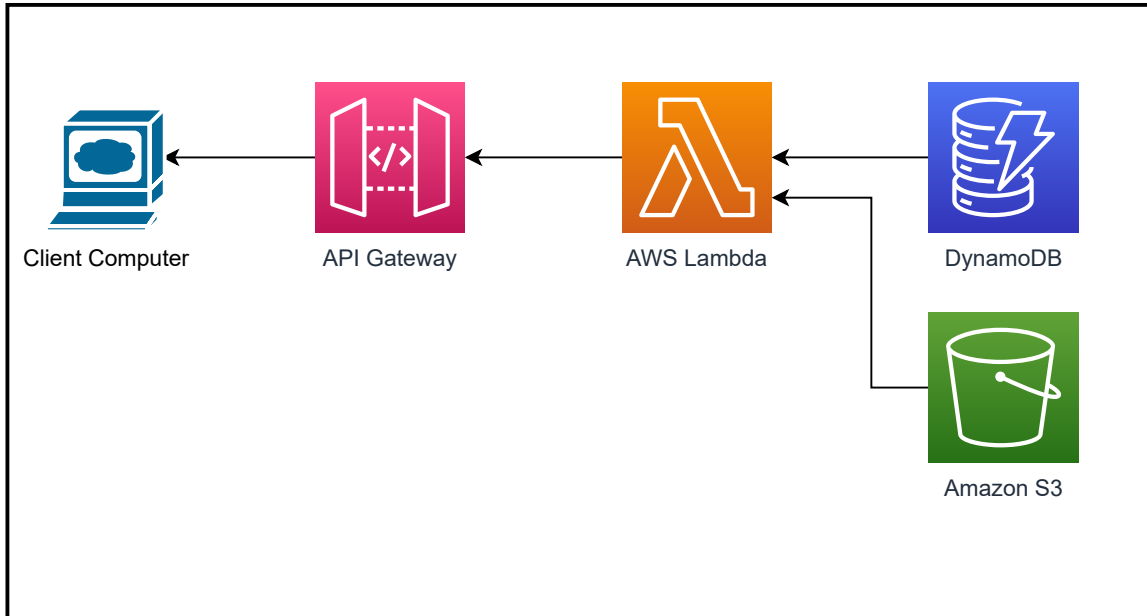 Client Computer
API Gateway
</>
AWS Lambda
DynamoDB
Amazon S3